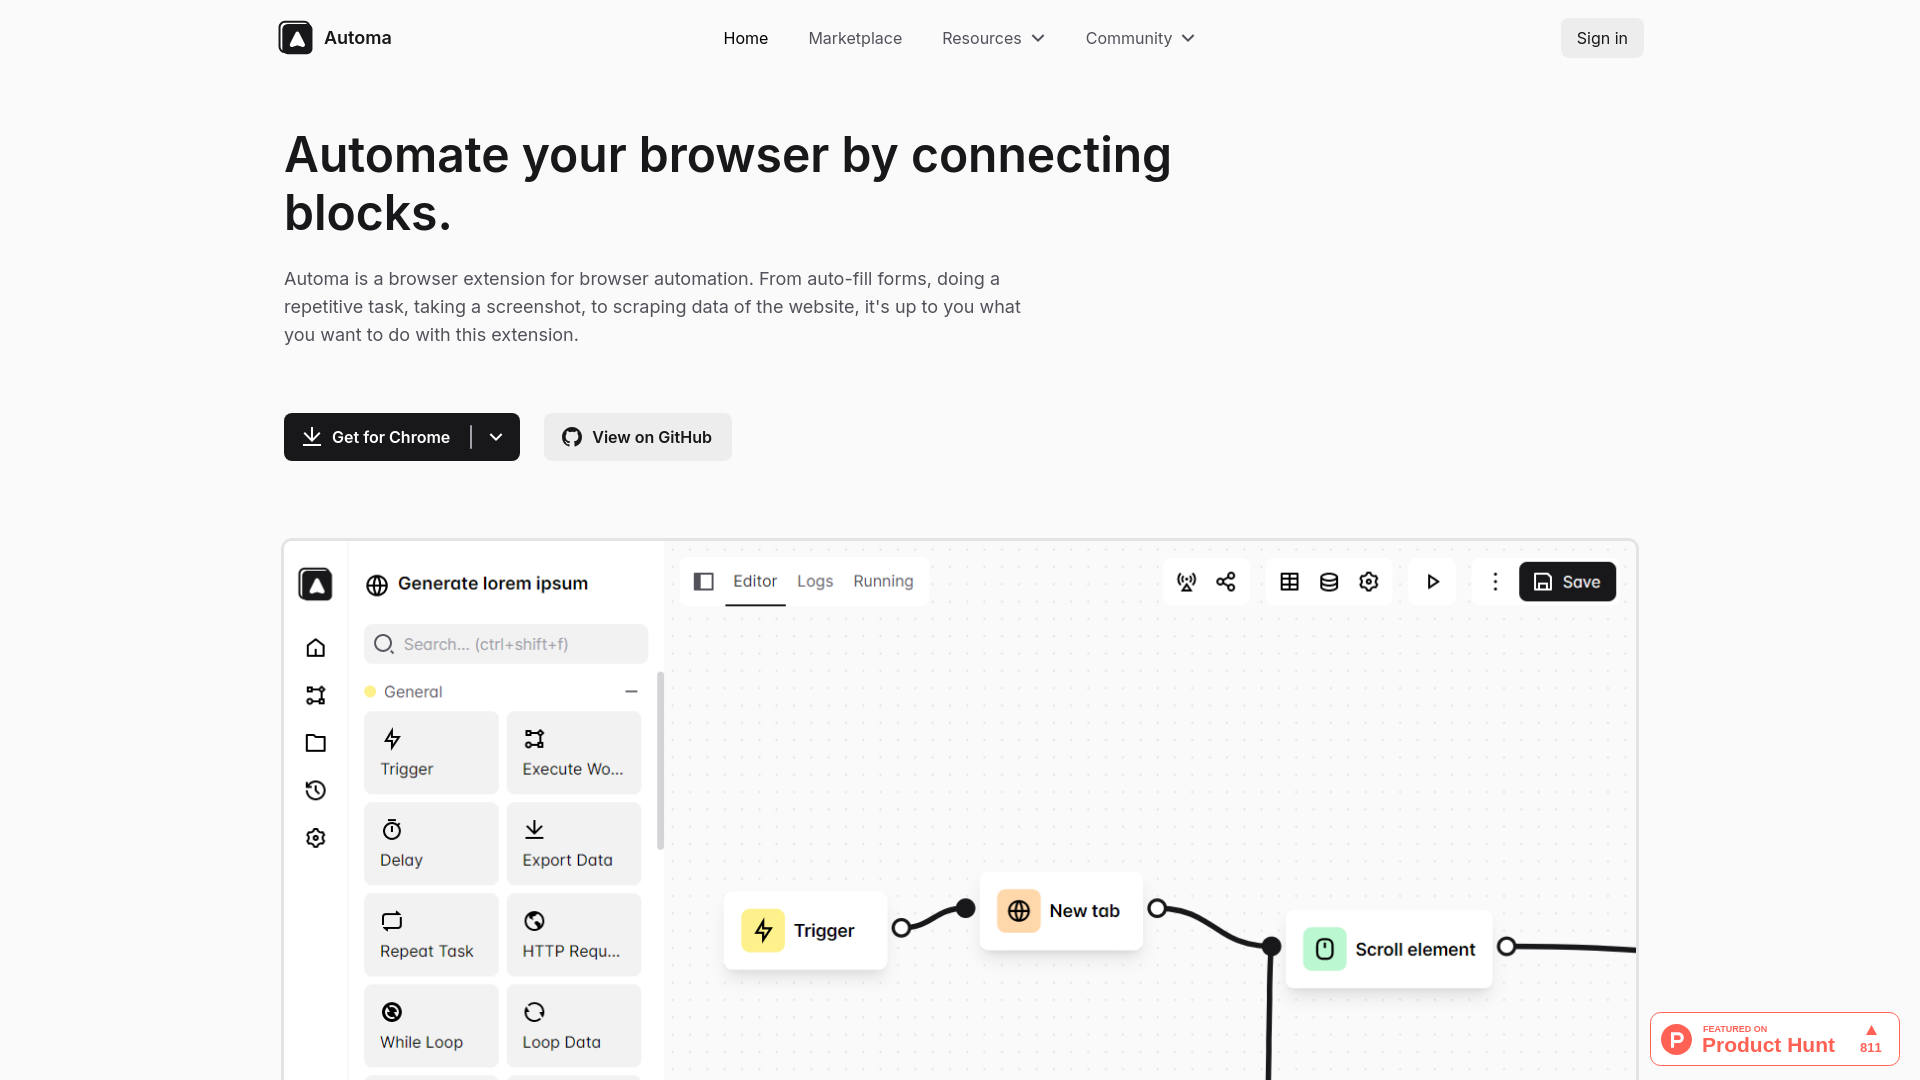 Automa
Home
Marketplace
Resources
Community
Sign in
Automate your browser by connecting
blocks.
Automa is a browser extension for browser automation. From auto-fill forms, doing a
repetitive task, taking a screenshot, to scraping data of the website, it's up to you what
you want to do with this extension.
Get for Chrome
View on GitHub
Generate lorem ipsum
Search... (ctrl+shift+f)
General
Trigger
Execute Wo...
Delay
Export Data
Repeat Task
HTTP Requ...
While Loop
Loop Data
Editor
Logs
Running
Save
Trigger
New tab
Scroll element
FEATURED ON
Product Hunt
811